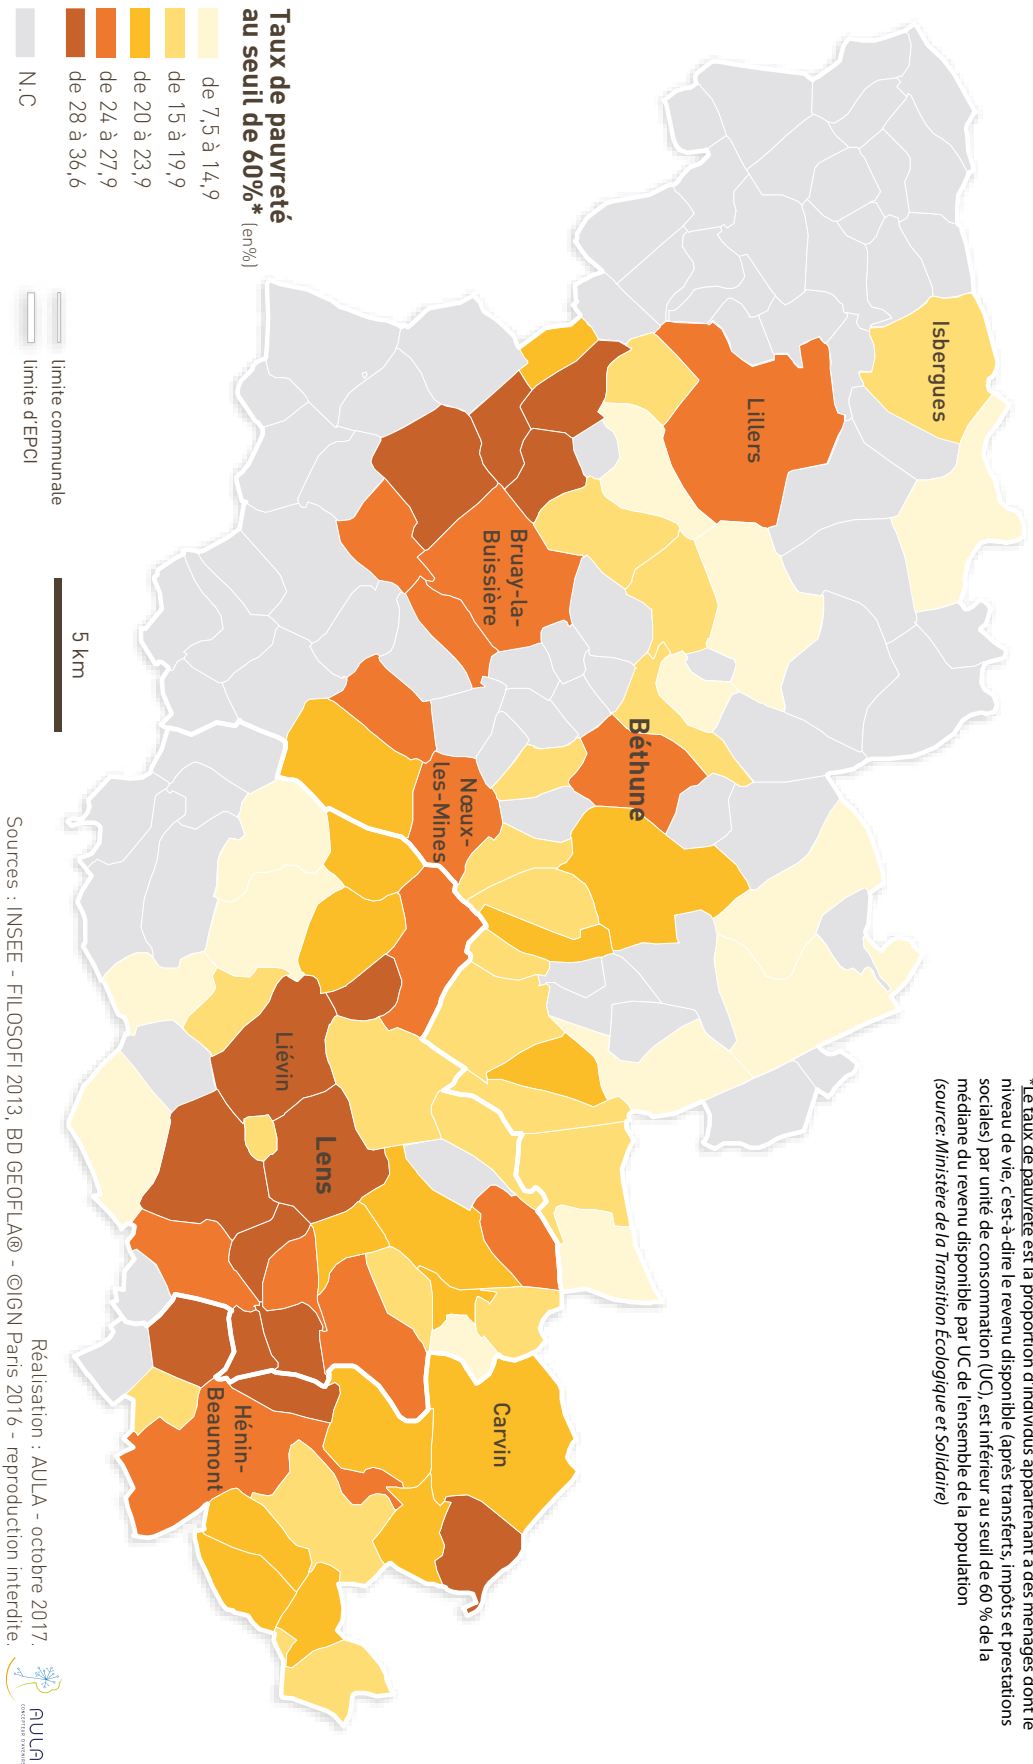 *Le taux de pauvreté est la proportion d'individus appartenant à des ménages dont le
niveau de vie, c'est-à-dire le revenu disponible (après transferts, impôts et prestations
sociales) par unité de consommation (UC), est inférieur au seuil de 60 % de la
médiane du revenu disponible par UC de l'ensemble de la population
(source: Ministère de la Transition Écologique et Solidaire)
Isbergues
Lillers
Béthune
Bruay-la-
Buissière
Nœux-
les-Mines
Carvin
Lens
Liévin
Hénin-
Beaumont
Taux de pauvreté
au seuil de 60%* (en%)
de 7,5 à 14,9
de 15 à 19,9
de 20 à 23,9
de 24 à 27,9
de 28 à 36,6
N.C
limite communale
limite d'EPCI
5 km
Réalisation : AULA - octobre 2017.
Sources : INSEE - FILOSOFI 2013, BD GEOFLA® - ©IGN Paris 2016 - reproduction interdite.
AULA
CONCEPTEUR D'AVENIRS